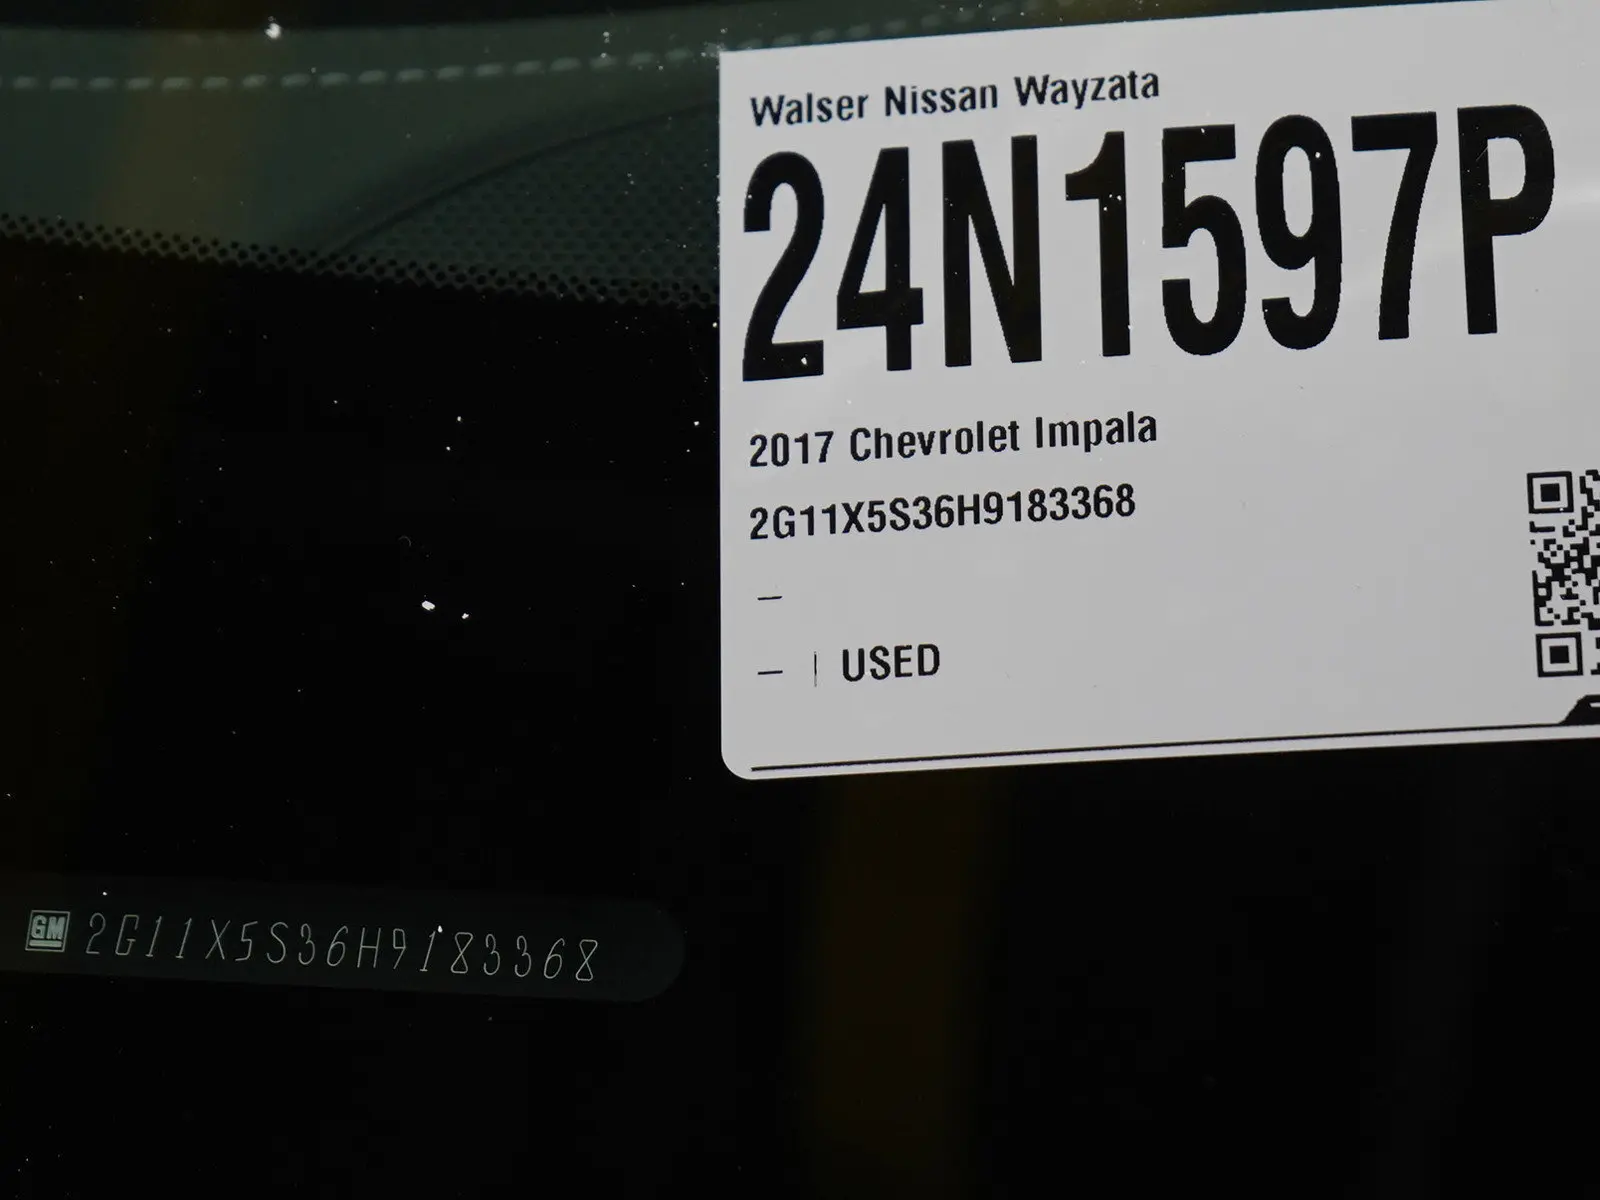 Walser Nissan Wayzata
24N1597P
2017 Chevrolet Impala
2G11X5S36H9183368
–
– | USED
GM 2G11X5S36H9183368